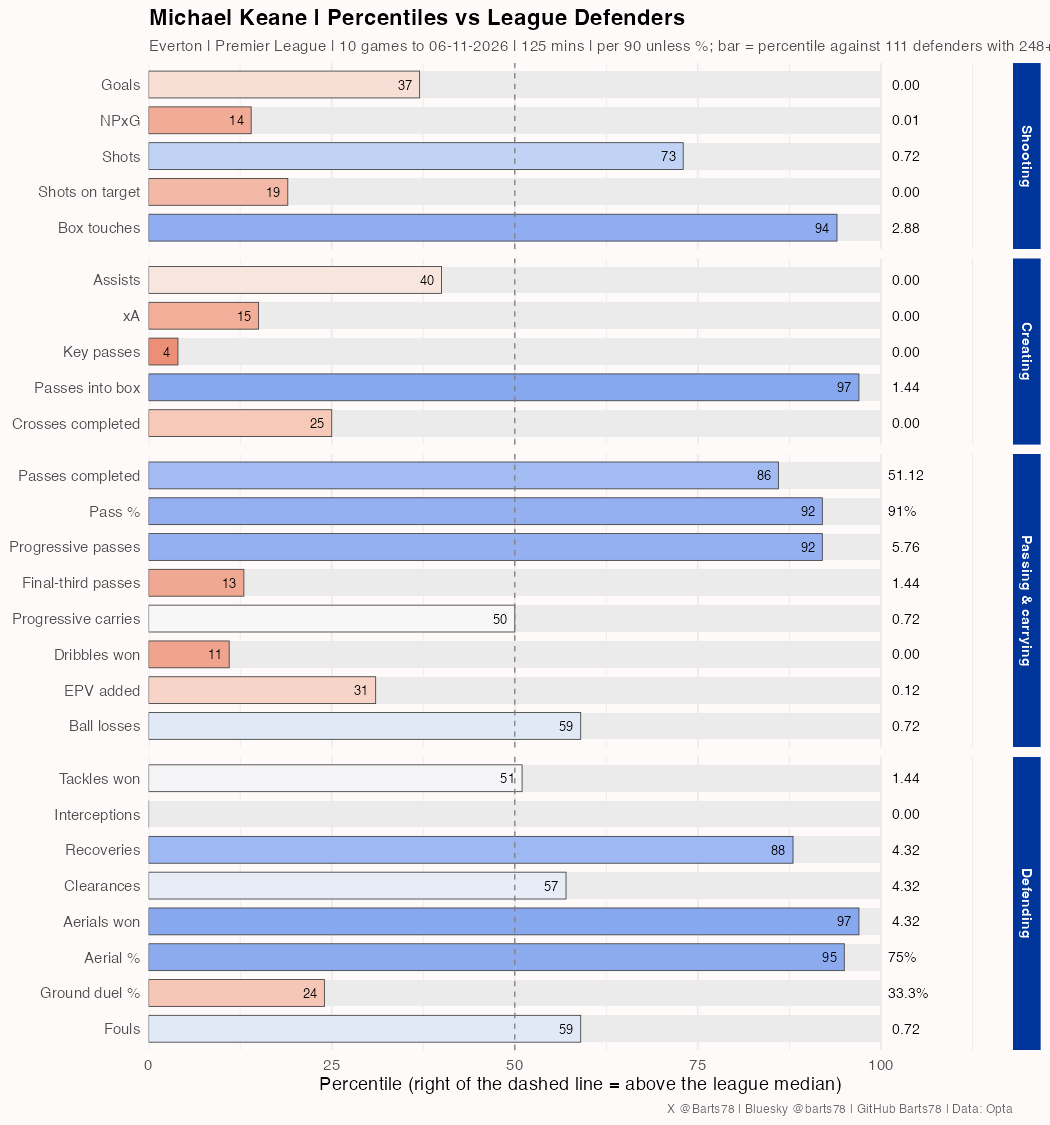 Michael Keane | Percentiles vs League Defenders
Everton | Premier League | 10 games to 06-11-2026 | 125 mins | per 90 unless %; bar = percentile against 111 defenders with 248+
Goals 37 0.00
NPxG 14 0.01
Shots 73 0.72
Shots on target 19 0.00
Box touches 94 2.88
Shooting
Assists 40 0.00
xA 15 0.00
Key passes 4 0.00
Passes into box 97 1.44
Crosses completed 25 0.00
Creating
Passes completed 86 51.12
Pass % 92 91%
Progressive passes 92 5.76
Final-third passes 13 1.44
Progressive carries 50 0.72
Dribbles won 11 0.00
EPV added 31 0.12
Ball losses 59 0.72
Passing & carrying
Tackles won 51 1.44
Interceptions 0.00
Recoveries 88 4.32
Clearances 57 4.32
Aerials won 97 4.32
Aerial % 95 75%
Ground duel % 24 33.3%
Fouls 59 0.72
Defending
0 25 50 75 100
Percentile (right of the dashed line = above the league median)
X @Barts78 | Bluesky @barts78 | GitHub Barts78 | Data: Opta